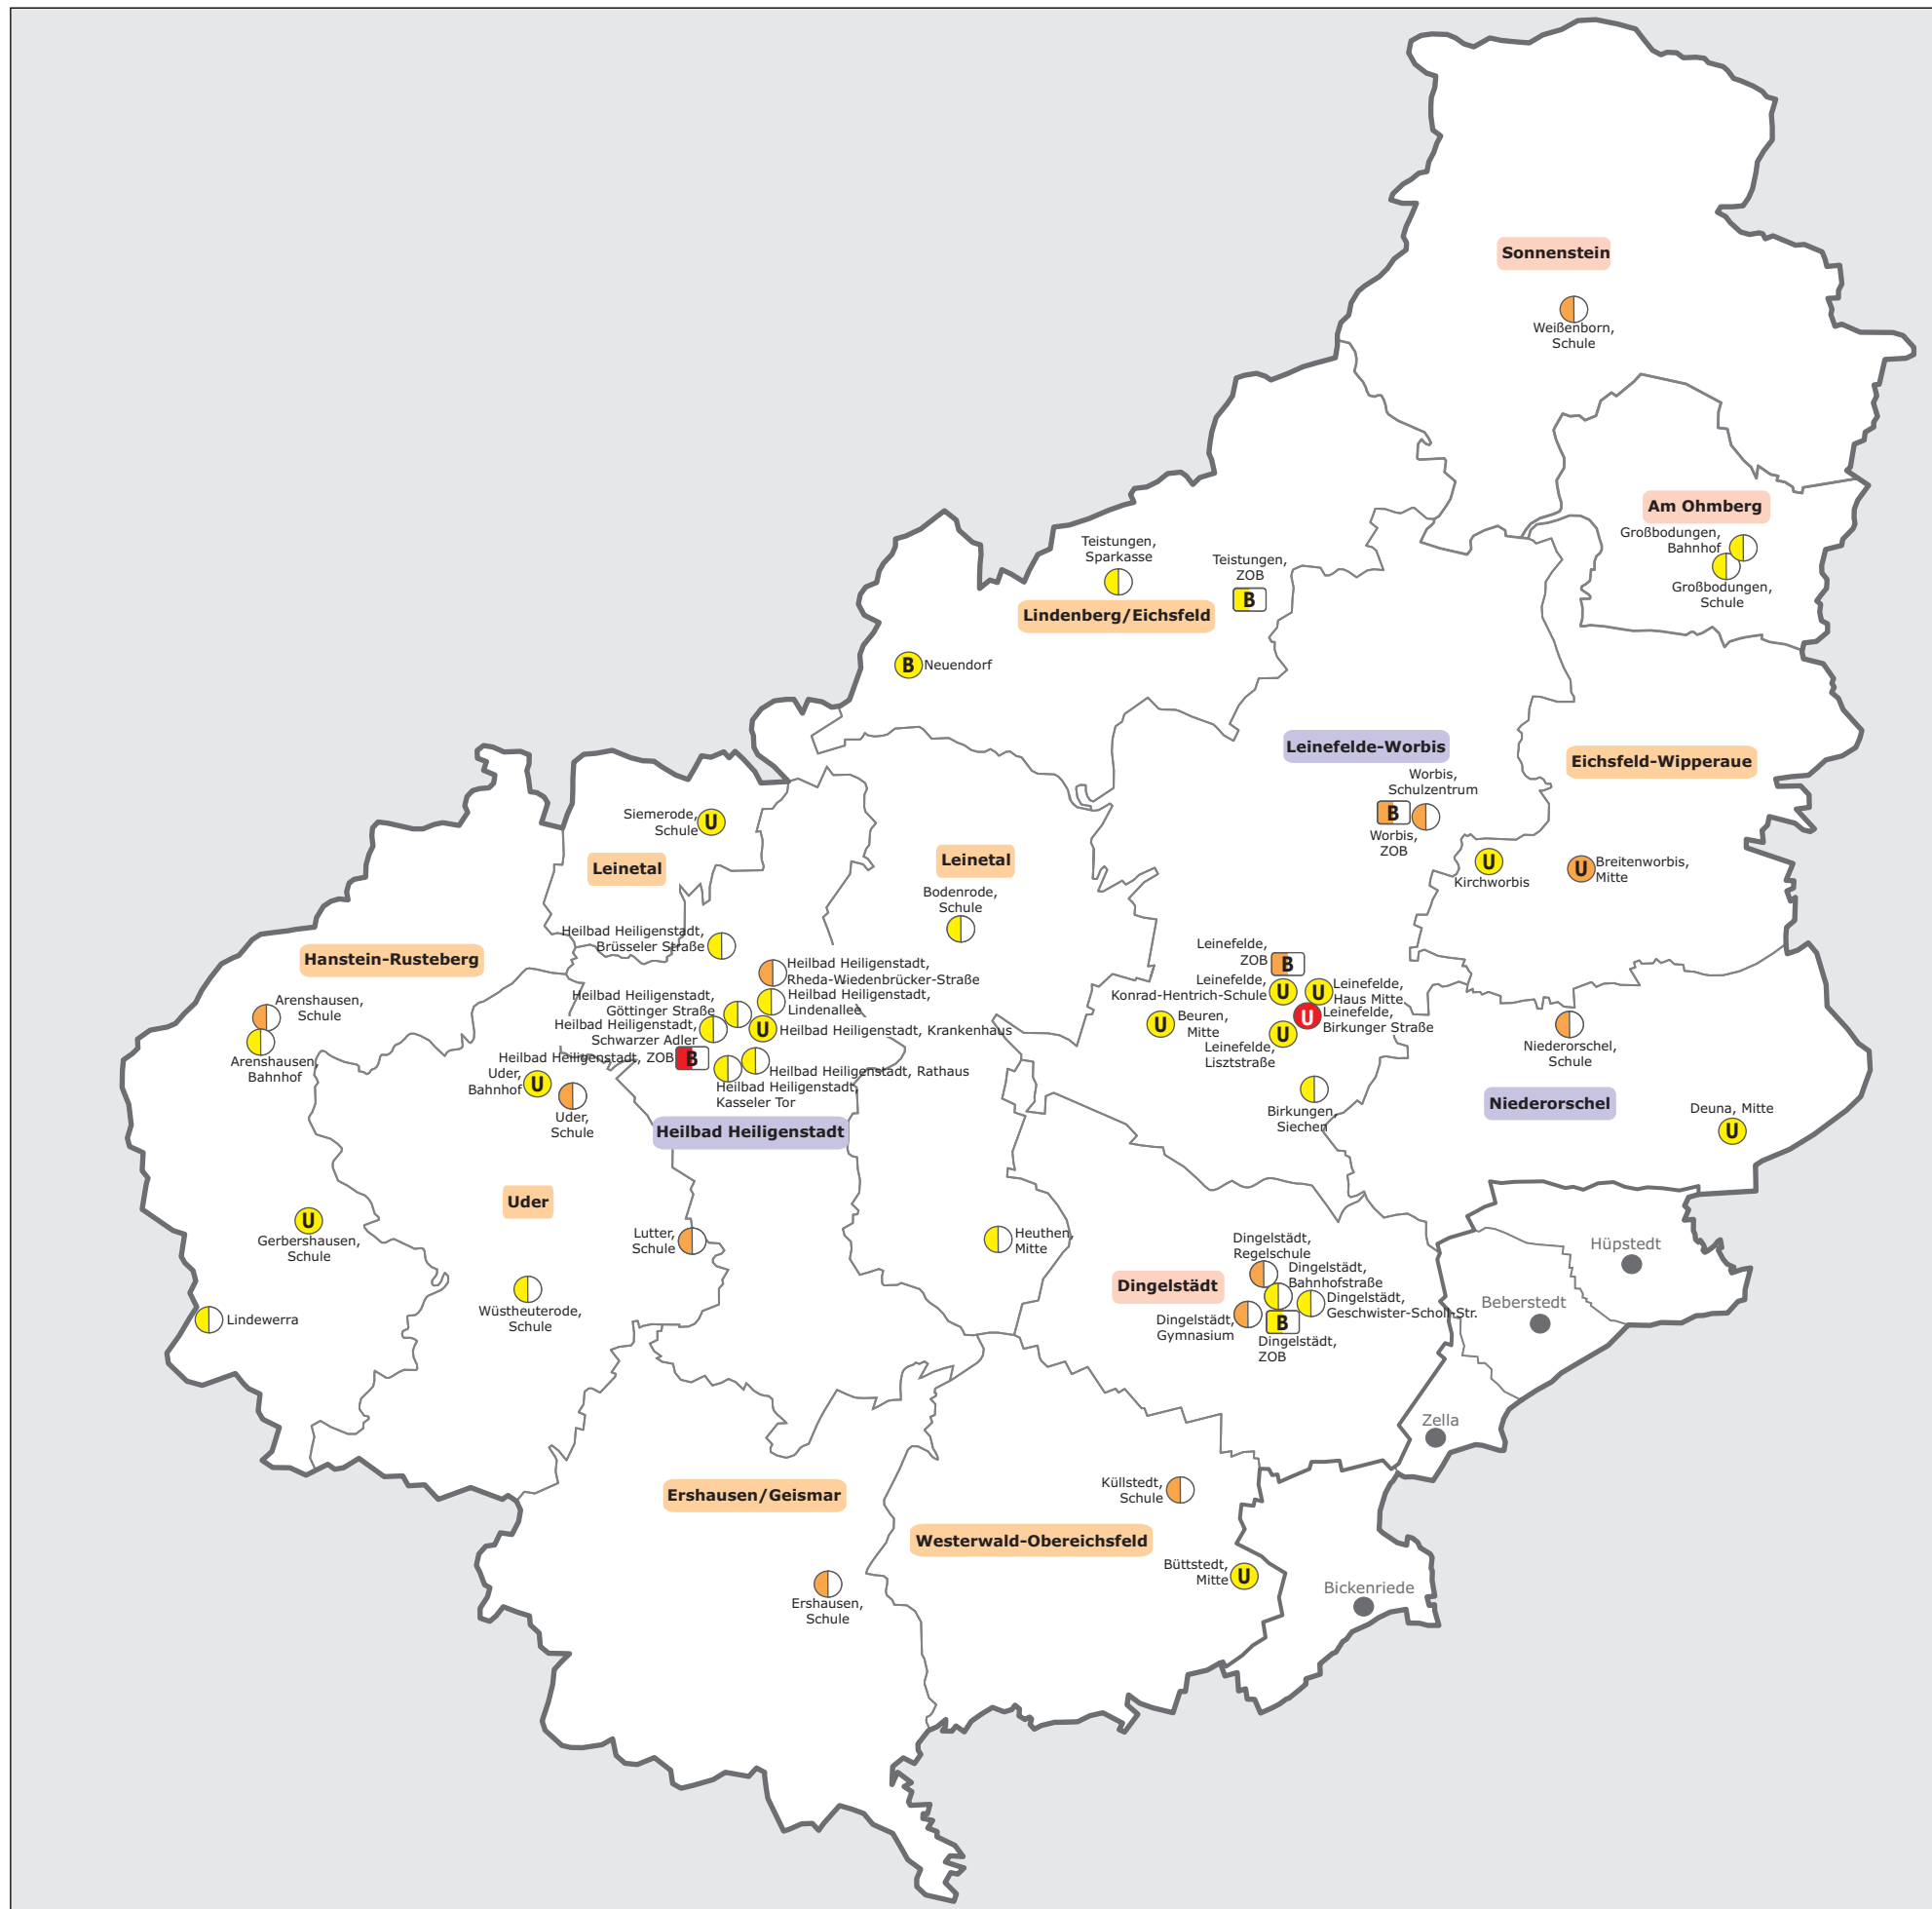 Sonnenstein
Weißenborn,
Schule
Am Ohmberg
Großbodungen,
Bahnhof
Großbodungen,
Schule
Teistungen,
Sparkasse
Teistungen,
ZOB
B
Lindenberg/Eichsfeld
B
Neuendorf
Leinefelde-Worbis
Eichsfeld-Wipperaue
Worbis,
Schulzentrum
B
Worbis,
ZOB
U
Kirchworbis
U
Breitenworbis,
Mitte
Siemerode,
Schule
U
Leinetal
Leinetal
Bodenrode,
Schule
Heilbad Heiligenstadt,
Brüsseler Straße
Hanstein-Rusteberg
Heilbad Heiligenstadt,
Rheda-Wiedenbrücker-Straße
Heilbad Heiligenstadt,
Lindenallee
Heilbad Heiligenstadt,
Göttinger Straße
Heilbad Heiligenstadt,
Schwarzer Adler
U
Heilbad Heiligenstadt, Krankenhaus
Heilbad Heiligenstadt, ZOB
B
Heilbad Heiligenstadt, Rathaus
Heilbad Heiligenstadt,
Kasseler Tor
Heilbad Heiligenstadt
Arenshausen,
Schule
Arenshausen,
Bahnhof
Uder,
Bahnhof
U
Uder,
Schule
Leinefelde,
ZOB
B
Leinefelde,
Konrad-Hentrich-Schule
U
U
Leinefelde,
Haus Mitte
U
Leinefelde,
Birkunger Straße
U
Beuren,
Mitte
U
Leinefelde,
Lisztstraße
Birkungen,
Siechen
Niederorschel,
Schule
Niederorschel
Deuna, Mitte
U
Uder
U
Gerbershausen,
Schule
Lutter,
Schule
Wüstheuterode,
Schule
Lindewerra
Heuthen,
Mitte
Dingelstädt,
Regelschule
Dingelstädt,
Bahnhofstraße
Dingelstädt
Dingelstädt,
Geschwister-Scholl-Str.
Dingelstädt,
Gymnasium
B
Dingelstädt,
ZOB
Hüpstedt
Beberstedt
Zella
Ershausen/Geismar
Küllstedt,
Schule
Westerwald-Obereichsfeld
Büttstedt,
Mitte
U
Bickenriede
Ershausen,
Schule